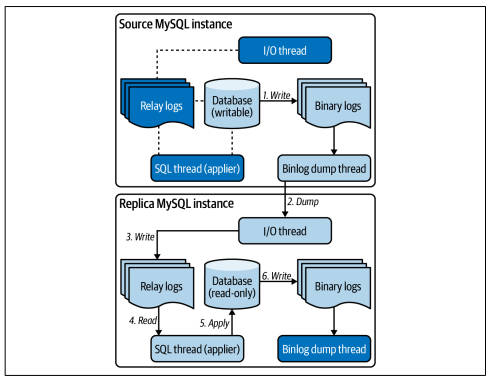 Source MySQL instance
I/O thread
Relay logs
Database
(writable)
1. Write
Binary logs
SQL thread (applier)
Binlog dump thread
2. Dump
Replica MySQL instance
I/O thread
3. Write
Relay logs
Database
(read-only)
6. Write
Binary logs
4. Read
5. Apply
SQL thread (applier)
Binlog dump thread